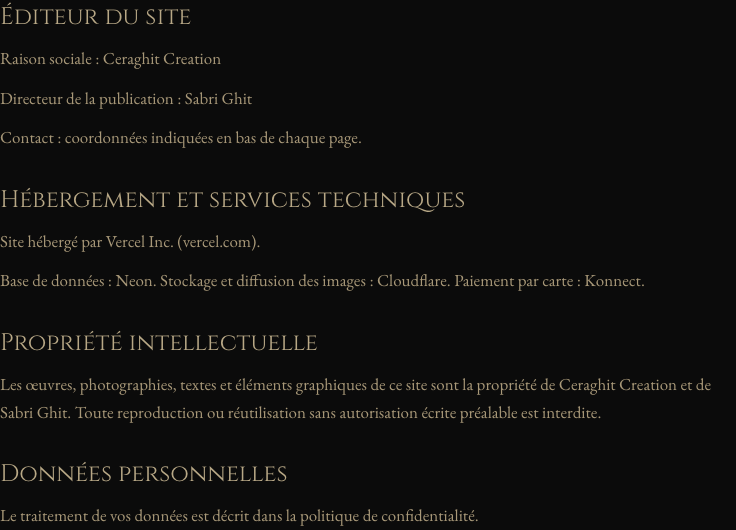 Éditeur du site
Raison sociale : Ceraghit Creation
Directeur de la publication : Sabri Ghit
Contact : coordonnées indiquées en bas de chaque page.
Hébergement et services techniques
Site hébergé par Vercel Inc. (vercel.com).
Base de données : Neon. Stockage et diffusion des images : Cloudflare. Paiement par carte : Konnect.
Propriété intellectuelle
Les œuvres, photographies, textes et éléments graphiques de ce site sont la propriété de Ceraghit Creation et de
Sabri Ghit. Toute reproduction ou réutilisation sans autorisation écrite préalable est interdite.
Données personnelles
Le traitement de vos données est décrit dans la politique de confidentialité.